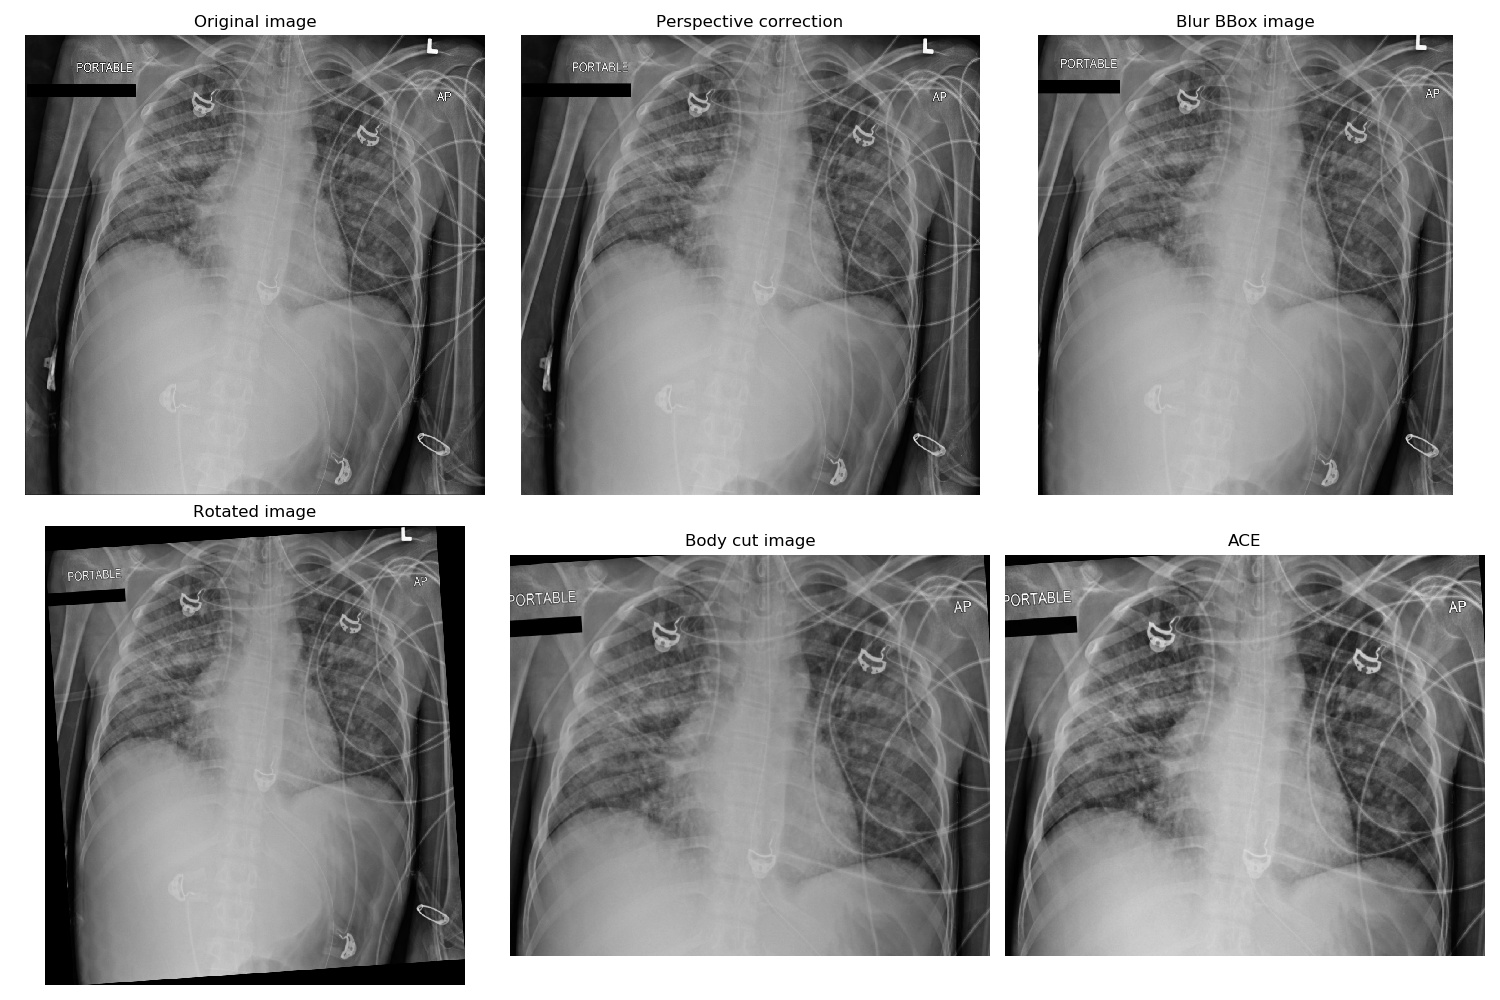 Original image
PORTABLE
L
AP
Perspective correction
PORTABLE
L
AP
Blur BBox image
PORTABLE
L
AP
Rotated image
PORTABLE
L
AP
Body cut image
PORTABLE
AP
ACE
PORTABLE
AP